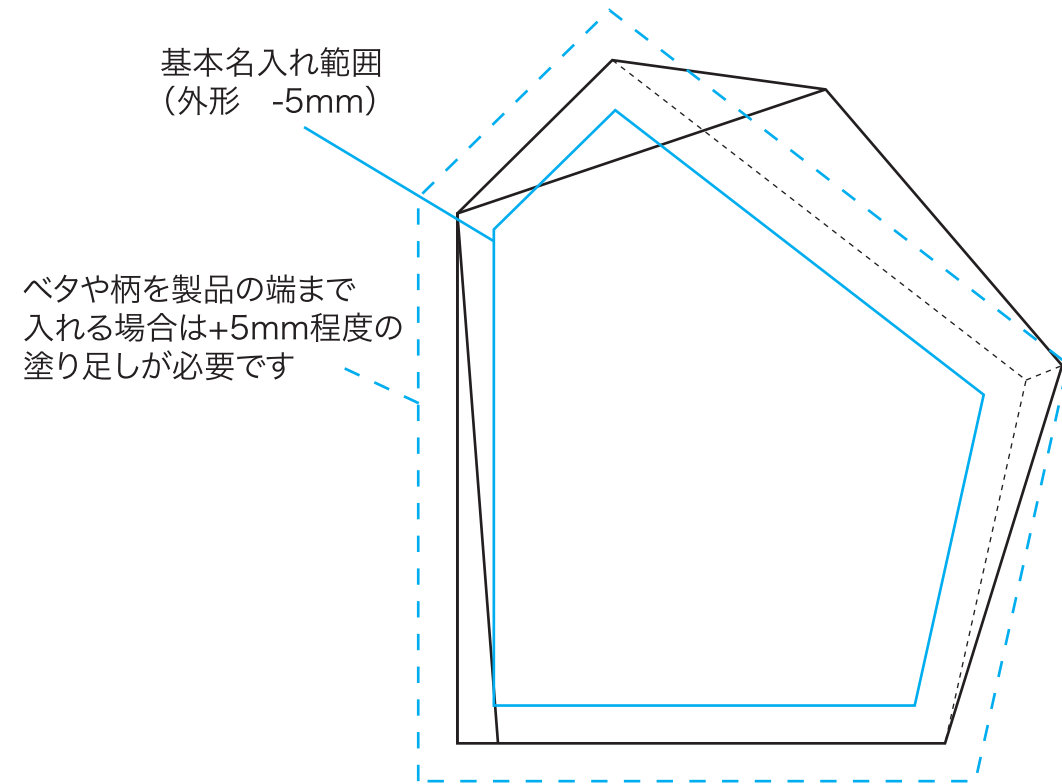 基本名入れ範囲
（外形　-5mm）
ベタや柄を製品の端まで
入れる場合は+5mm程度の
塗り足しが必要です